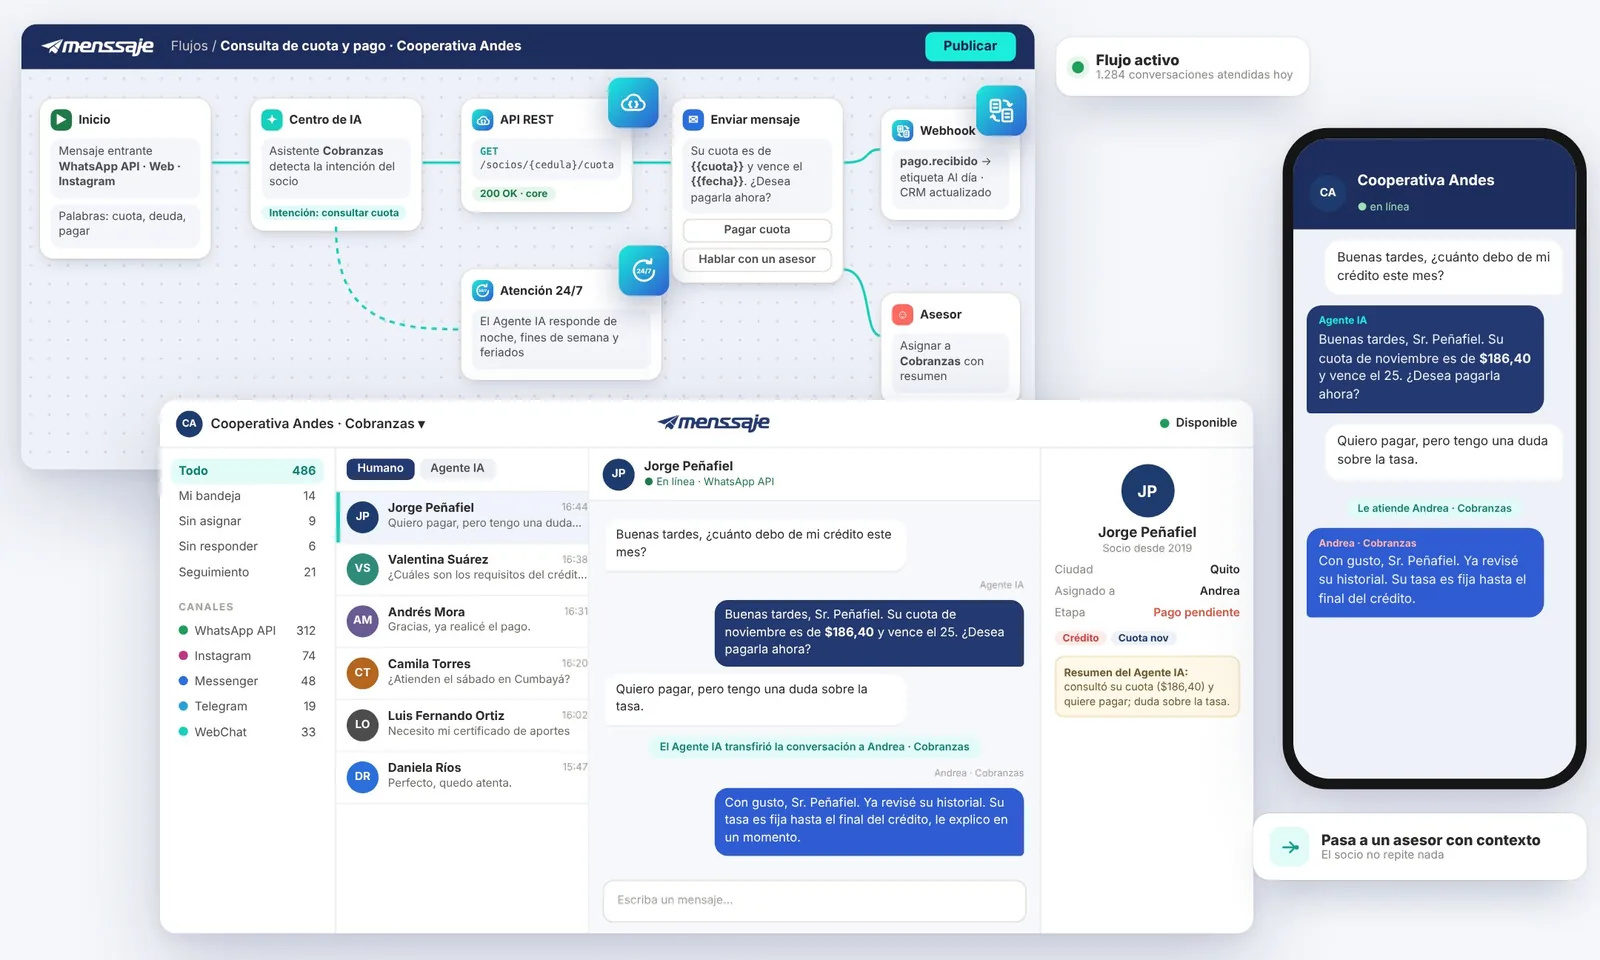 menssaje
Flujos / Consulta de cuota y pago · Cooperativa Andes
Publicar
Inicio
Mensaje entrante
WhatsApp API · Web ·
Instagram
Palabras: cuota, deuda,
pagar
Centro de IA
Asistente Cobranzas
detecta la intención del
socio
Intención: consultar cuota
API REST
GET
/socios/{cedula}/cuota
200 OK · core
Enviar mensaje
Su cuota es de
{{cuota}} y vence el
{{fecha}}. ¿Desea
pagarla ahora?
Pagar cuota
Hablar con un asesor
Webhook
pago.recibido →
etiqueta Al día ·
CRM actualizado
24/7
Atención 24/7
El Agente IA responde de
noche, fines de semana y
feriados
Asesor
Asignar a
Cobranzas con
resumen
Flujo activo
1.284 conversaciones atendidas hoy
CA
Cooperativa Andes · Cobranzas ▾
menssaje
Disponible
Todo 486
Mi bandeja 14
Sin asignar 9
Sin responder 6
Seguimiento 21
CANALES
WhatsApp API 312
Instagram 74
Messenger 48
Telegram 19
WebChat 33
Humano
Agente IA
JP
Jorge Peñafiel 16:44
Quiero pagar, pero tengo una duda...
VS
Valentina Suárez 16:38
¿Cuáles son los requisitos del crédit...
AM
Andrés Mora 16:31
Gracias, ya realicé el pago.
CT
Camila Torres 16:20
¿Atienden el sábado en Cumbayá?
LO
Luis Fernando Ortiz 16:02
Necesito mi certificado de aportes
DR
Daniela Ríos 15:47
Perfecto, quedo atenta.
JP
Jorge Peñafiel
En línea · WhatsApp API
Buenas tardes, ¿cuánto debo de mi crédito este
mes?
Agente IA
Buenas tardes, Sr. Peñafiel. Su cuota de
noviembre es de $186,40 y vence el 25. ¿Desea
pagarla ahora?
Quiero pagar, pero tengo una duda sobre la
tasa.
El Agente IA transfirió la conversación a Andrea · Cobranzas
Andrea · Cobranzas
Con gusto, Sr. Peñafiel. Ya revisé su historial. Su
tasa es fija hasta el final del crédito, le explico en
un momento.
Escriba un mensaje...
JP
Jorge Peñafiel
Socio desde 2019
Ciudad Quito
Asignado a Andrea
Etapa Pago pendiente
Crédito
Cuota nov
Resumen del Agente IA:
consultó su cuota ($186,40) y
quiere pagar; duda sobre la tasa.
CA
Cooperativa Andes
en línea
Buenas tardes, ¿cuánto debo de mi
crédito este mes?
Agente IA
Buenas tardes, Sr. Peñafiel. Su
cuota de noviembre es de $186,40
y vence el 25. ¿Desea pagarla
ahora?
Quiero pagar, pero tengo una duda
sobre la tasa.
Le atiende Andrea · Cobranzas
Andrea · Cobranzas
Con gusto, Sr. Peñafiel. Ya revisé
su historial. Su tasa es fija hasta el
final del crédito.
Pasa a un asesor con contexto
El socio no repite nada